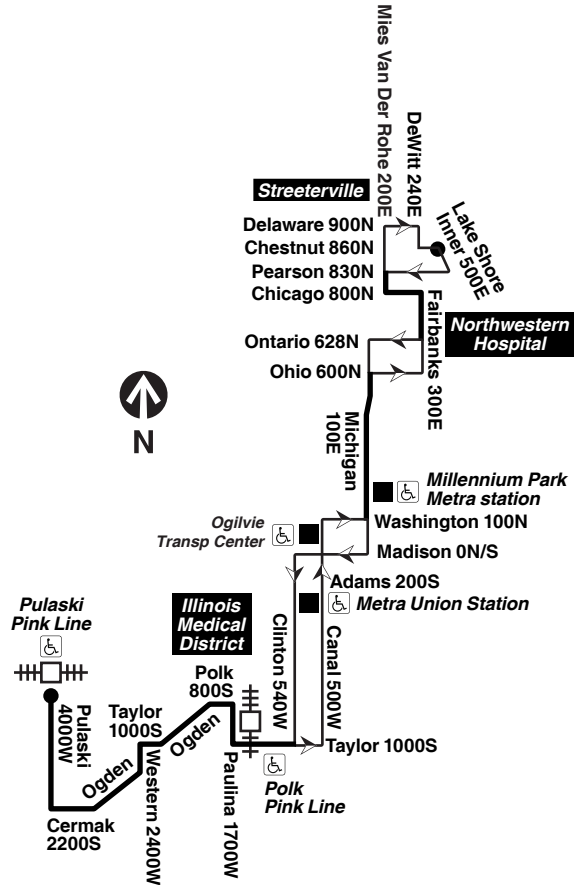 Mies Van Der Rohe 200E
DeWitt 240E
Streeterville
Delaware 900N
Chestnut 860N
Pearson 830N
Chicago 800N
Lake Shore
Inner 500E
Fairbanks 300E
Northwestern
Hospital
Ontario 628N
Ohio 600N
N
Michigan
100E
Millennium Park
Metra station
Ogilvie
Transp Center
Washington 100N
Madison 0N/S
Adams 200S
Metra Union Station
Pulaski
Pink Line
Illinois
Medical
District
Clinton 540W
Canal 500W
Polk
800S
Pulaski
4000W
Taylor
1000S
Ogden
Ogden
Western 2400W
Paulina 1700W
Taylor 1000S
Polk
Pink Line
Cermak
2200S